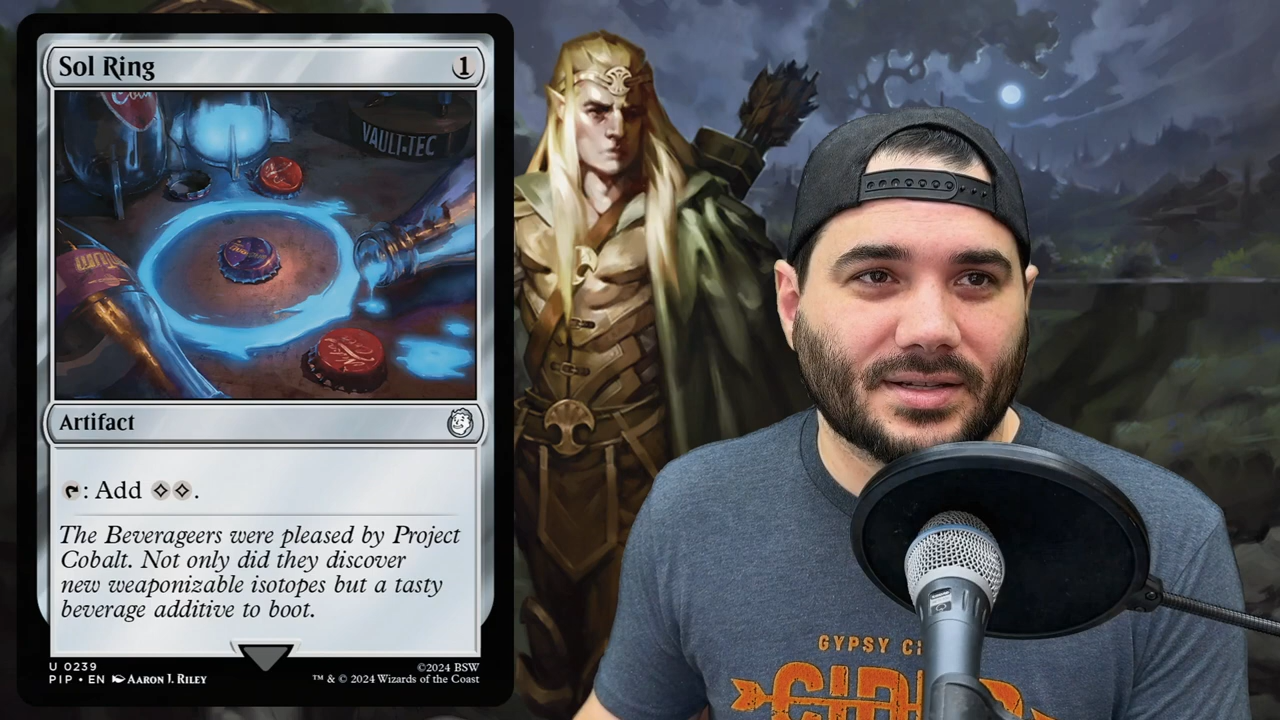 Sol Ring
1
VAULT-TEC
Artifact
: Add
.
The Beverageers were pleased by Project
Cobalt. Not only did they discover
new weaponizable isotopes but a tasty
beverage additive to boot.
U 0239
PIP • EN AARON J. RILEY
©2024 BSW
™ & © 2024 Wizards of the Coast
GYPSY